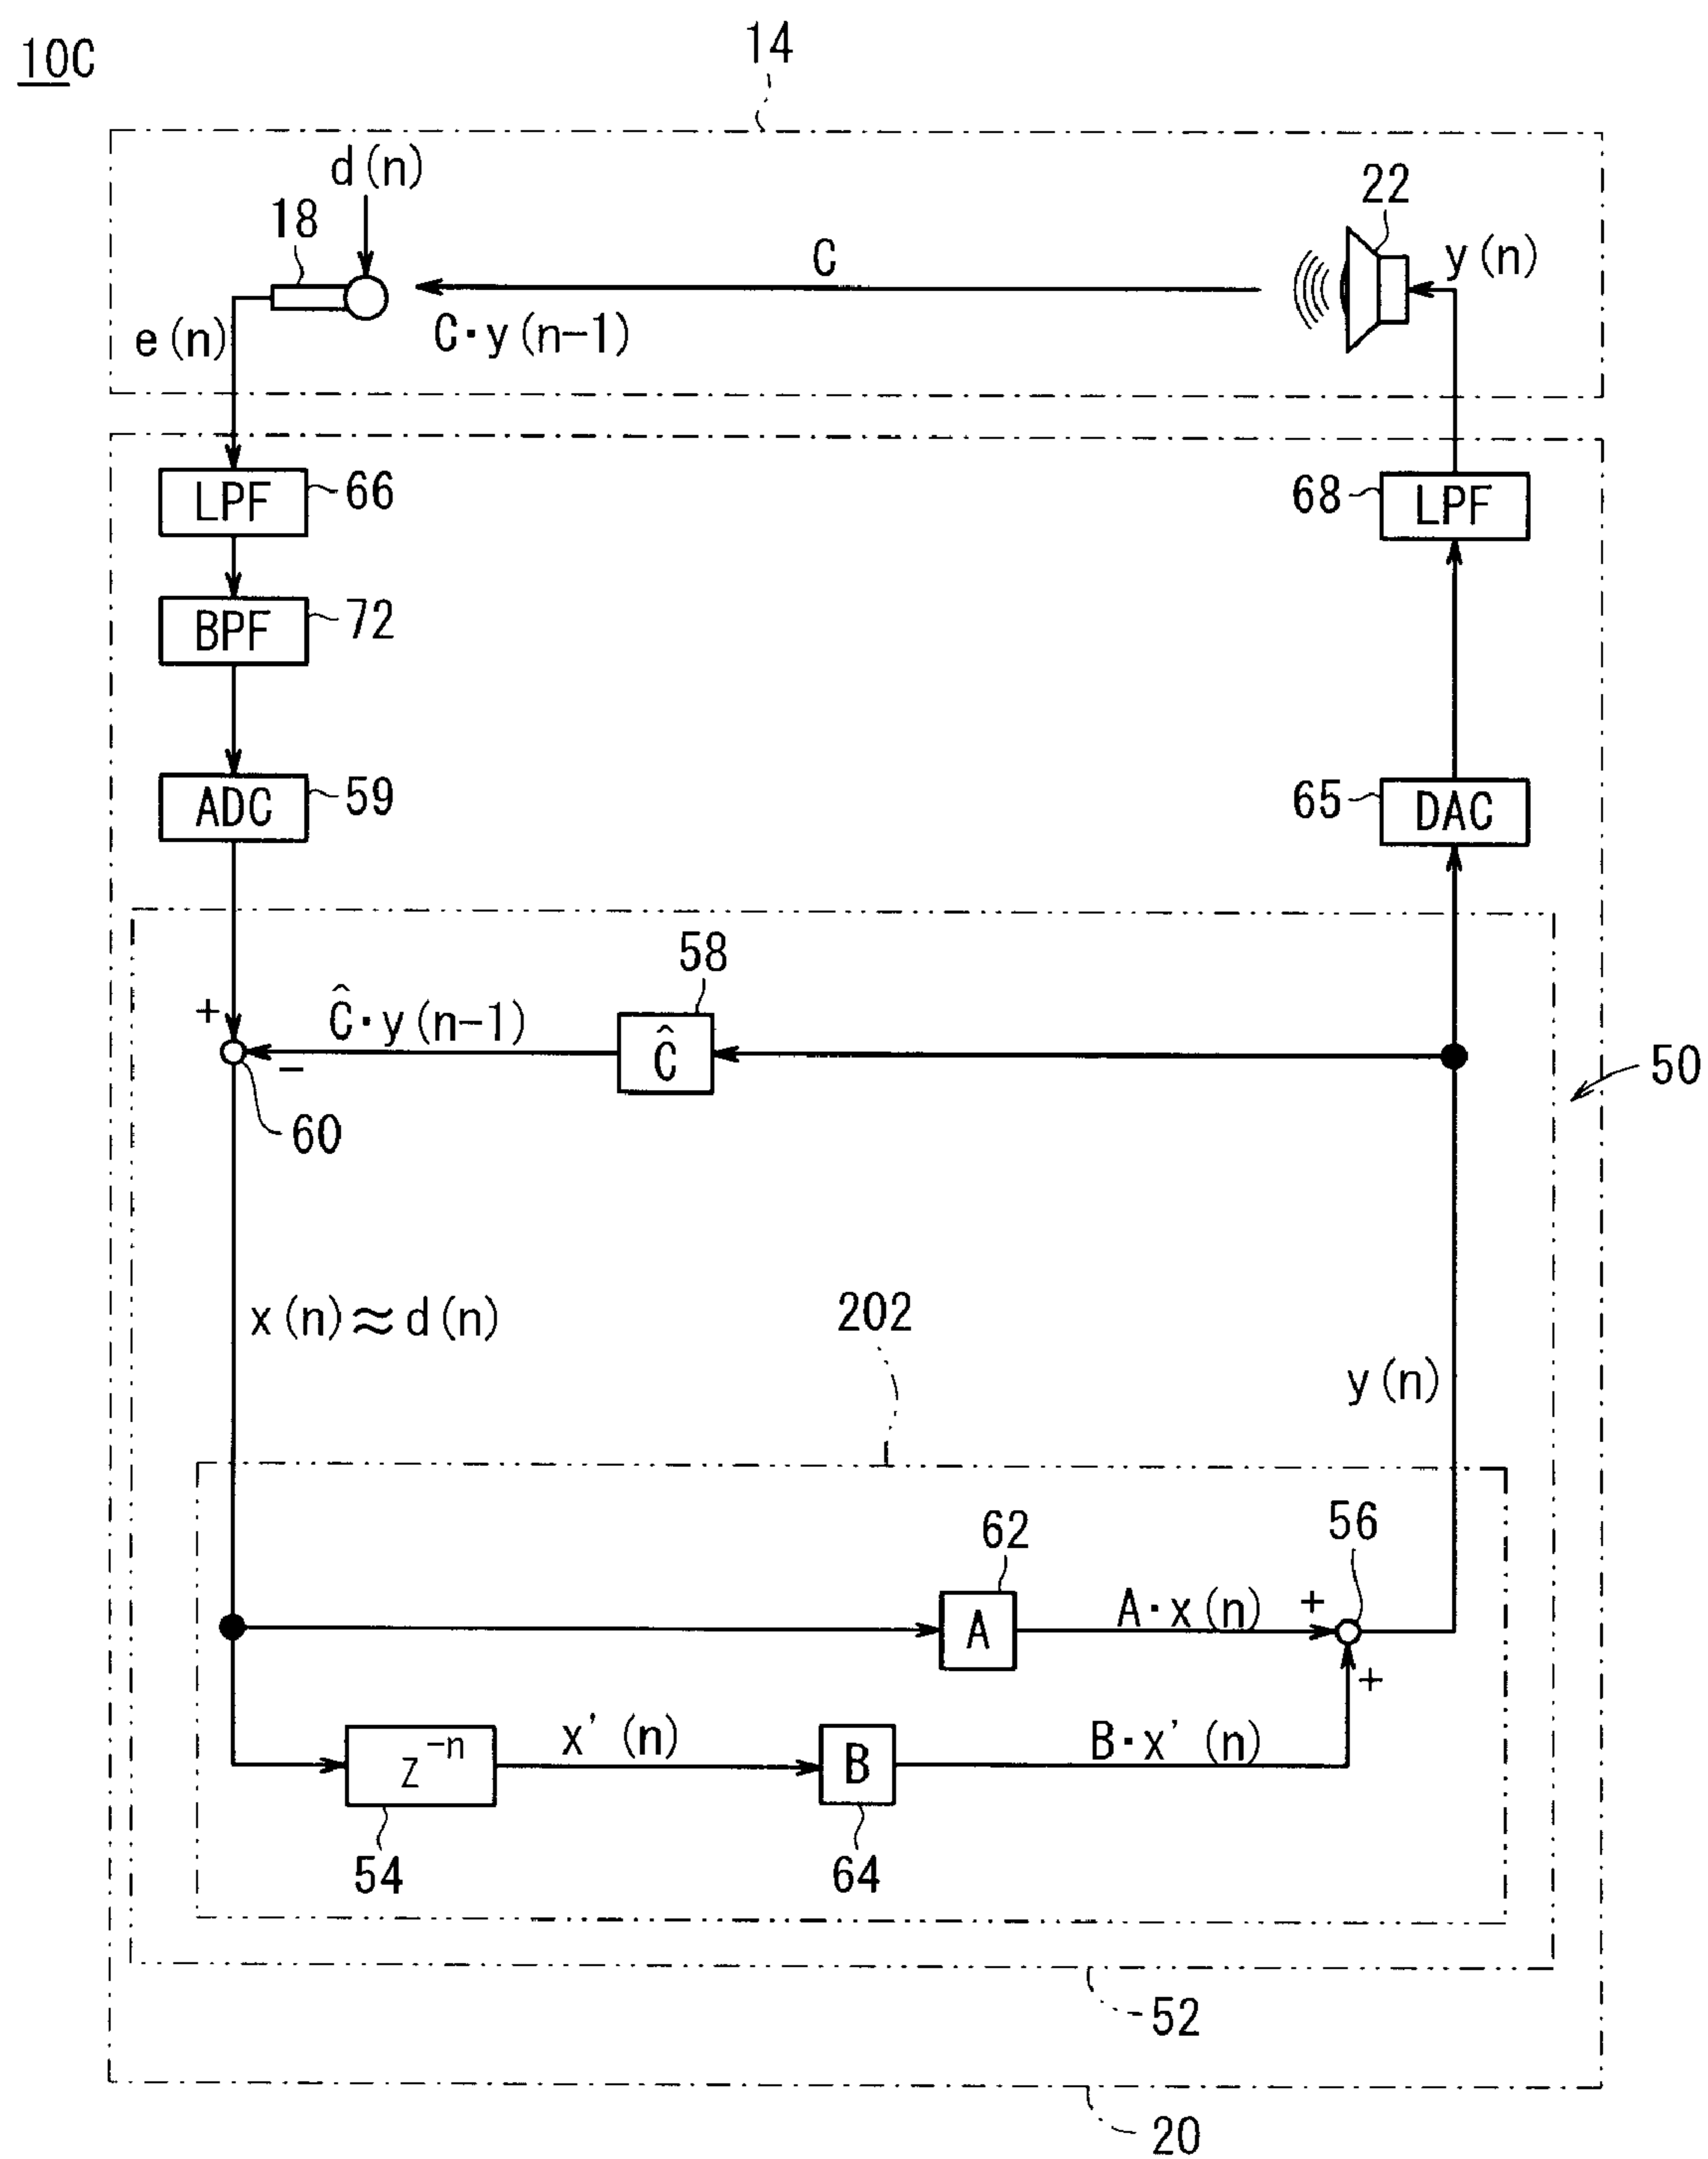 10C
14
d(n)
18
22
C
y(n)
e(n)
C·y(n-1)
LPF
66
68
LPF
BPF
72
ADC
59
65
DAC
58
+
Ĉ·y(n-1)
Ĉ
−
50
60
x(n)≈d(n)
202
y(n)
62
56
A
A·x(n)
+
+
z^-n
x'(n)
B
B·x'(n)
54
64
52
20